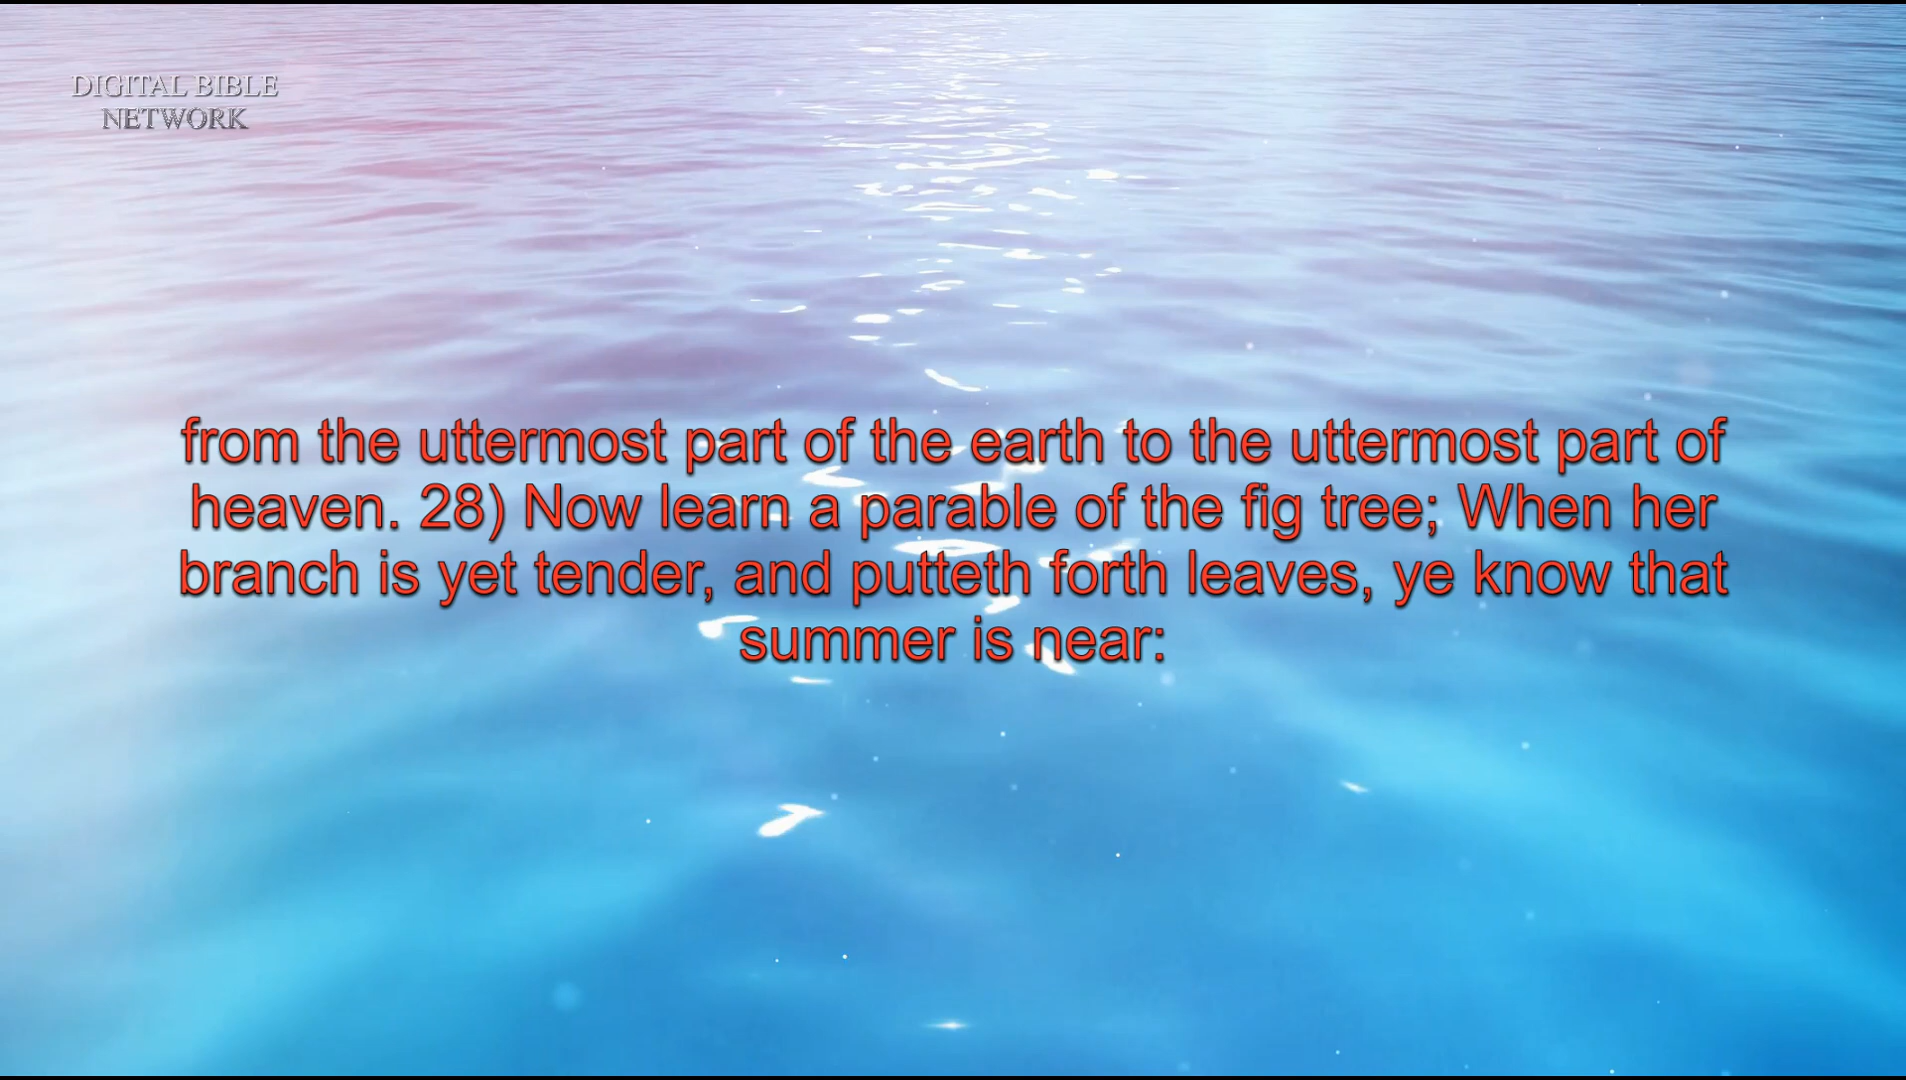 DIGITAL BIBLE
NETWORK
from the uttermost part of the earth to the uttermost part of
heaven. 28) Now learn a parable of the fig tree; When her
branch is yet tender, and putteth forth leaves, ye know that
summer is near: